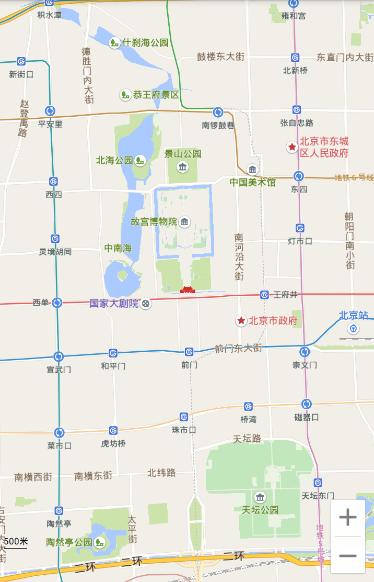 积水潭
雍和宫
什刹海公园
鼓楼东大街
东直门内大街
德胜门内大街
新街口
北新桥
恭王府景区
赵登禹路
平安里
南锣鼓巷
张自忠路
北京市东城
区人民政府
北海公园
景山公园
中国美术馆
地铁6号线
西四
东四
故宫博物院
朝阳门南小街
中南海
灵境胡同
南河沿大街
灯市口
西单
国家大剧院
王府井
北京站
北京市政府
前门东大街
宣武门
和平门
前门
崇文门
珠市口
桥湾
磁器口
菜市口
虎坊桥
天坛路
南横西街
南横东街
北纬路
天坛东门
天坛公园
陶然亭
太平街
500米
陶然亭公园
二环
二环
二环